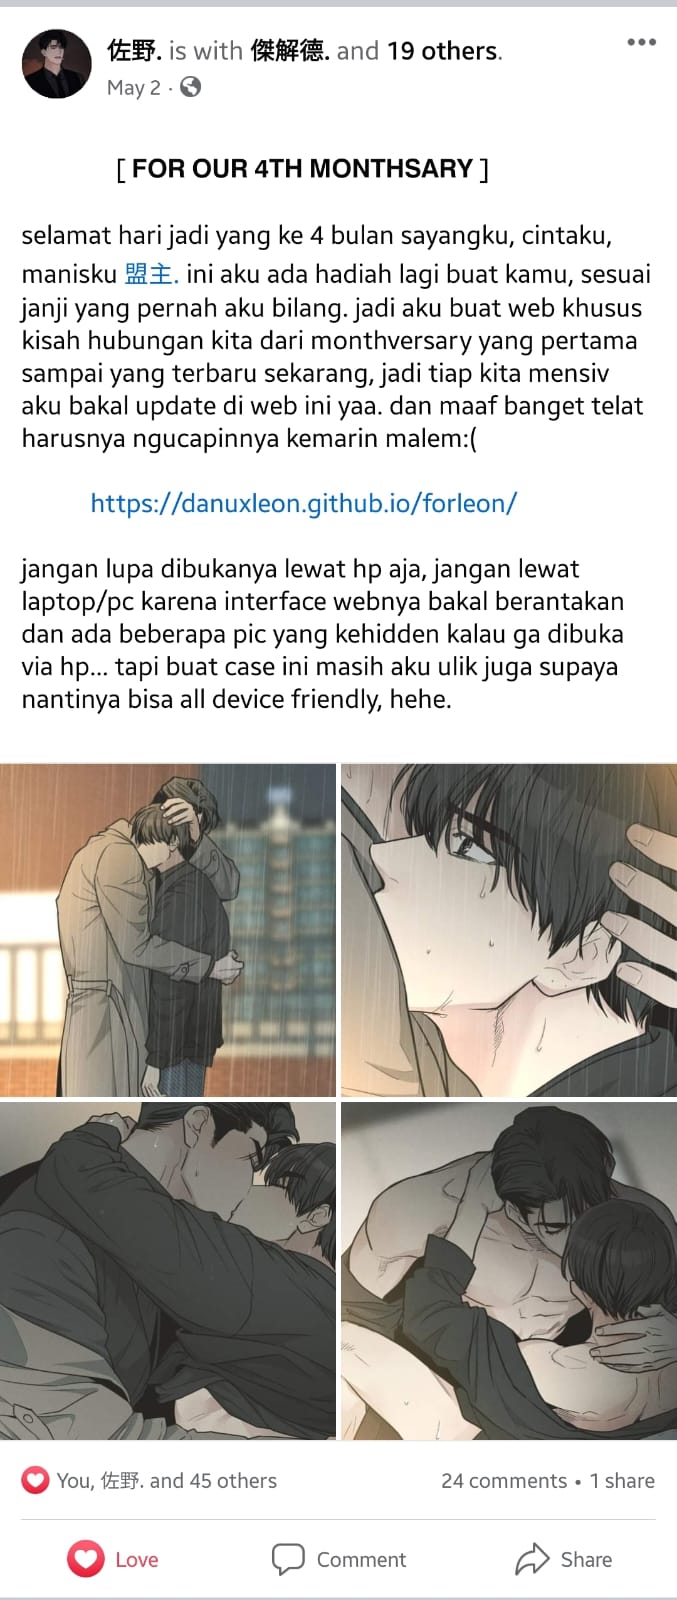 佐野. is with 傑解德. and 19 others.
May 2 ·
[ FOR OUR 4TH MONTHSARY ]
selamat hari jadi yang ke 4 bulan sayangku, cintaku,
manisku 盟主. ini aku ada hadiah lagi buat kamu, sesuai
janji yang pernah aku bilang. jadi aku buat web khusus
kisah hubungan kita dari monthversary yang pertama
sampai yang terbaru sekarang, jadi tiap kita mensiv
aku bakal update di web ini yaa. dan maaf banget telat
harusnya ngucapinnya kemarin malem:(
https://danuxleon.github.io/forleon/
jangan lupa dibukanya lewat hp aja, jangan lewat
laptop/pc karena interface webnya bakal berantakan
dan ada beberapa pic yang kehidden kalau ga dibuka
via hp... tapi buat case ini masih aku ulik juga supaya
nantinya bisa all device friendly, hehe.
You, 佐野. and 45 others
24 comments • 1 share
Love
Comment
Share